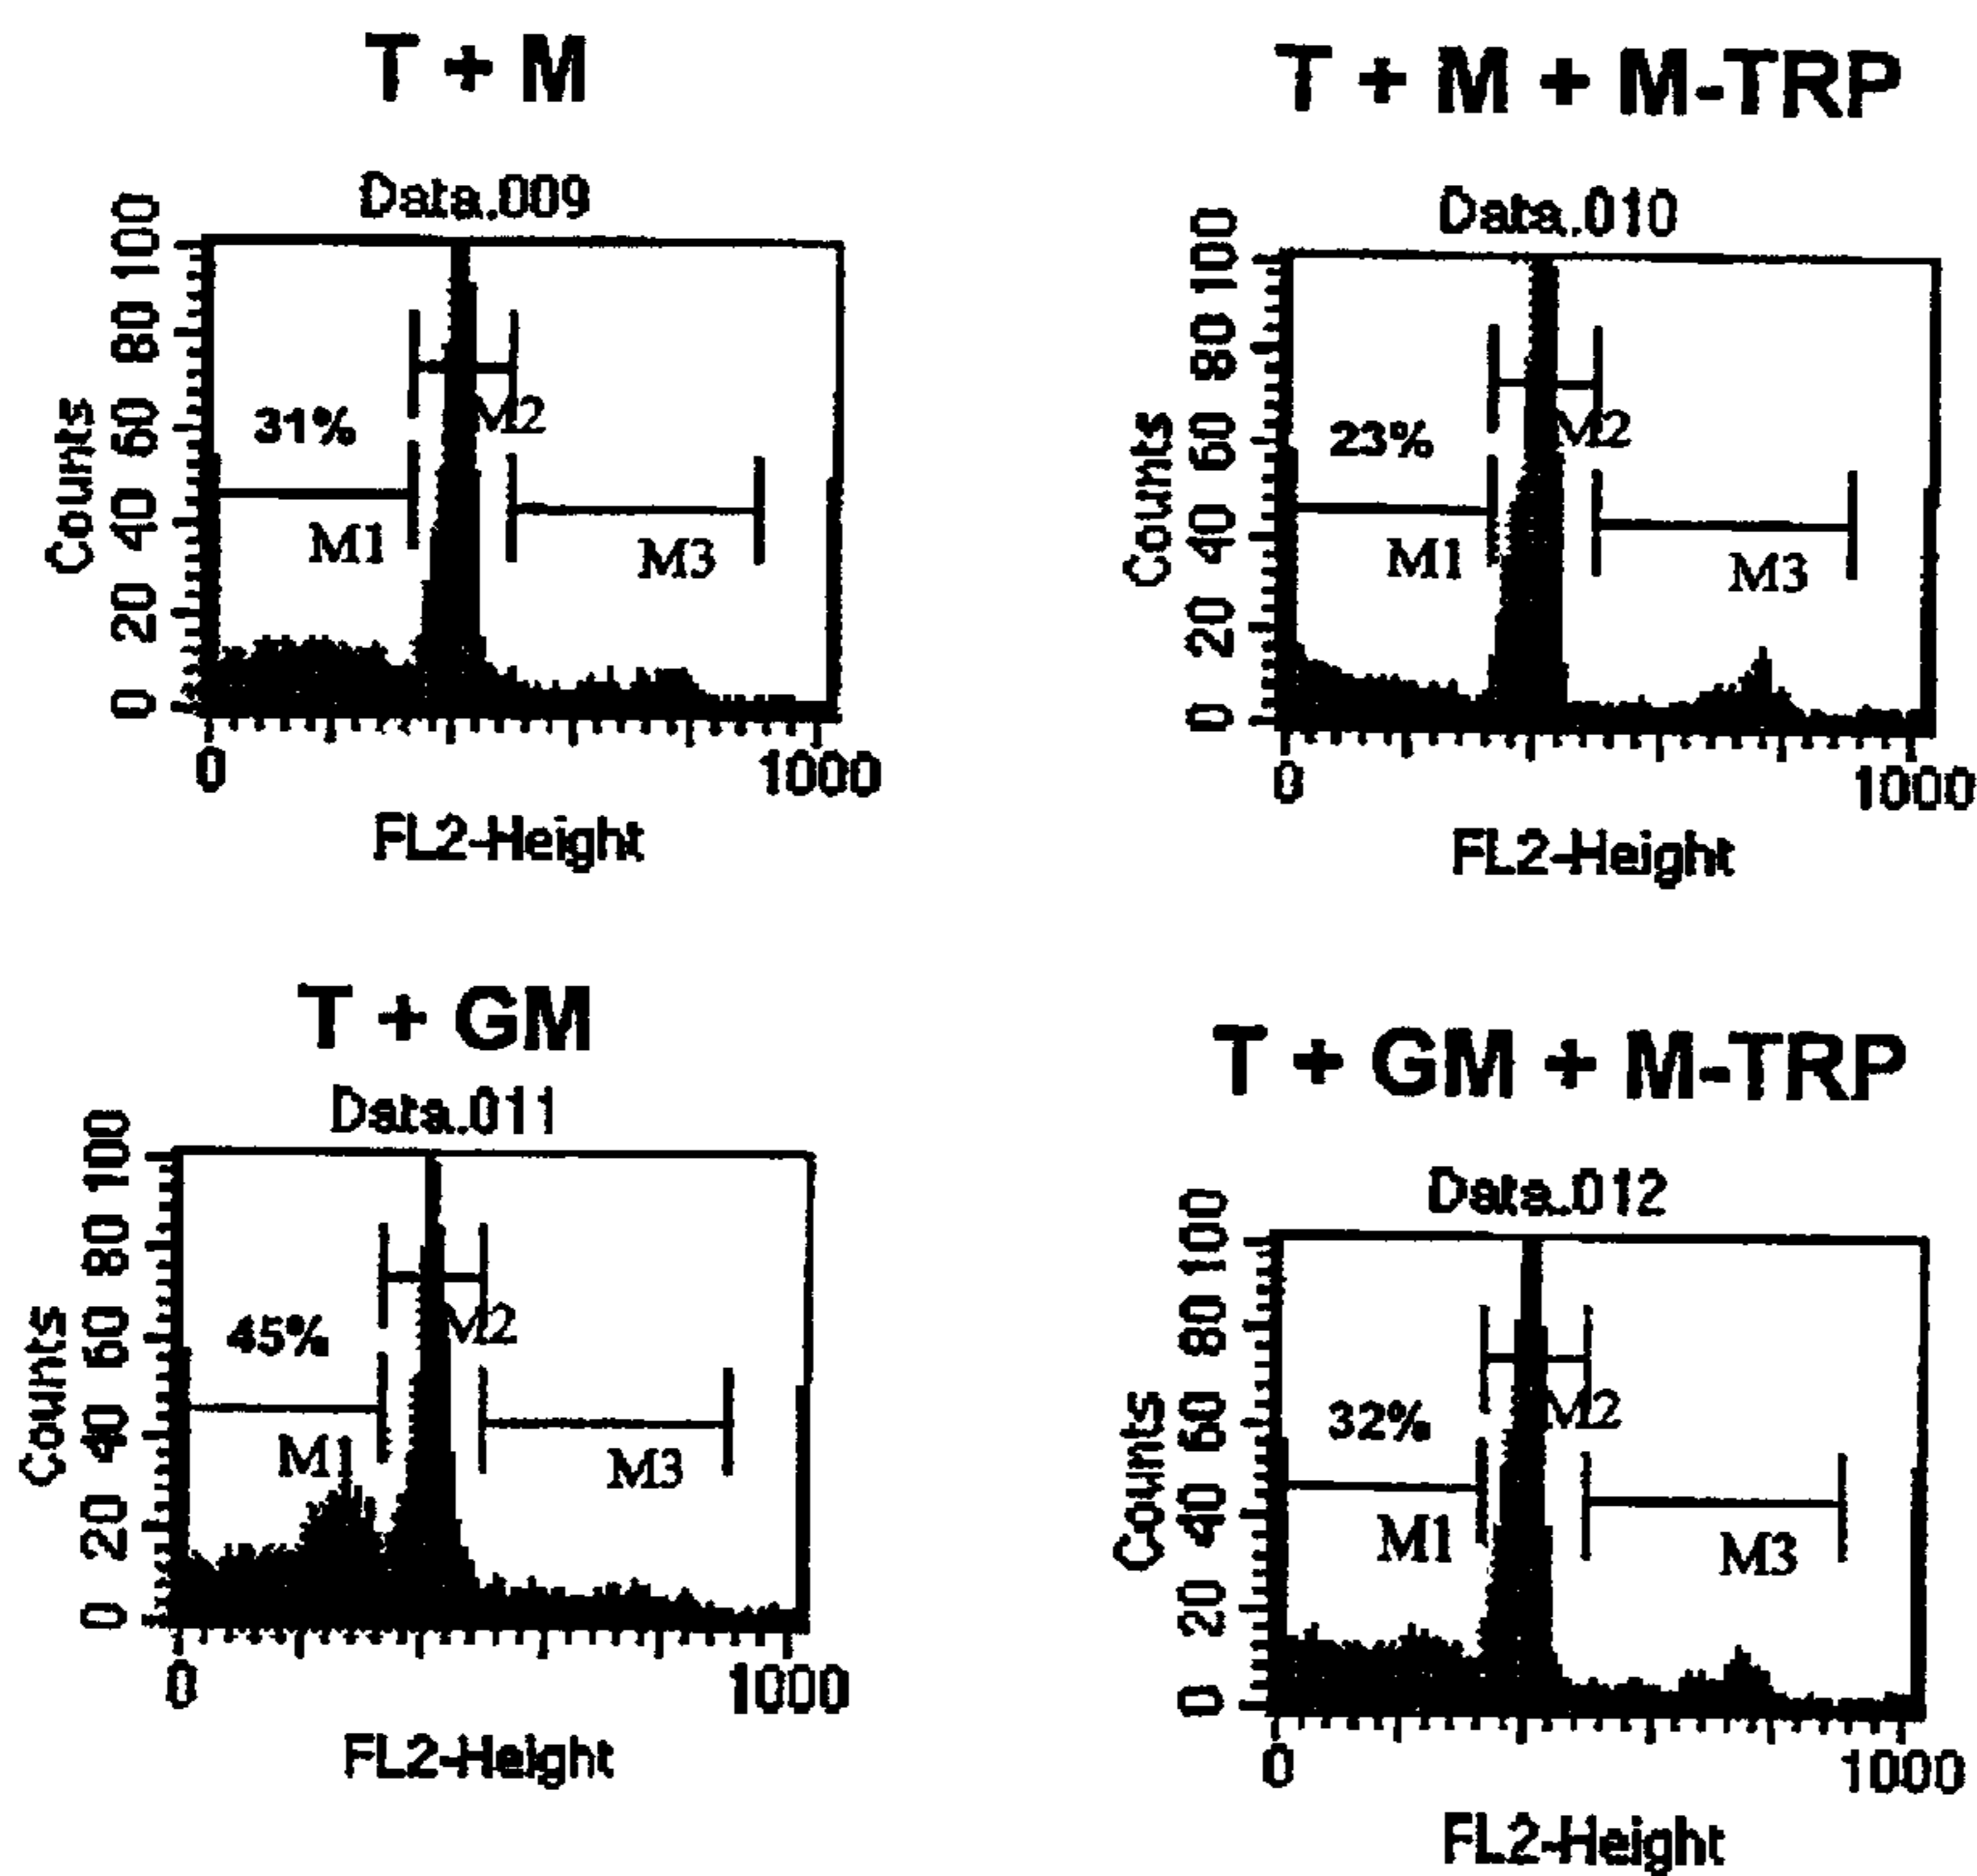 T + M
Data.009
Counts
100
80
60
40
20
0
31%
M1
M2
M3
0
1000
FL2-Height
T + M + M-TRP
Data.010
Counts
100
80
60
40
20
0
23%
M1
M2
M3
0
1000
FL2-Height
T + GM
Data.011
Counts
100
80
60
40
20
0
45%
M1
M2
M3
0
1000
FL2-Height
T + GM + M-TRP
Data.012
Counts
100
80
60
40
20
0
32%
M1
M2
M3
0
1000
FL2-Height